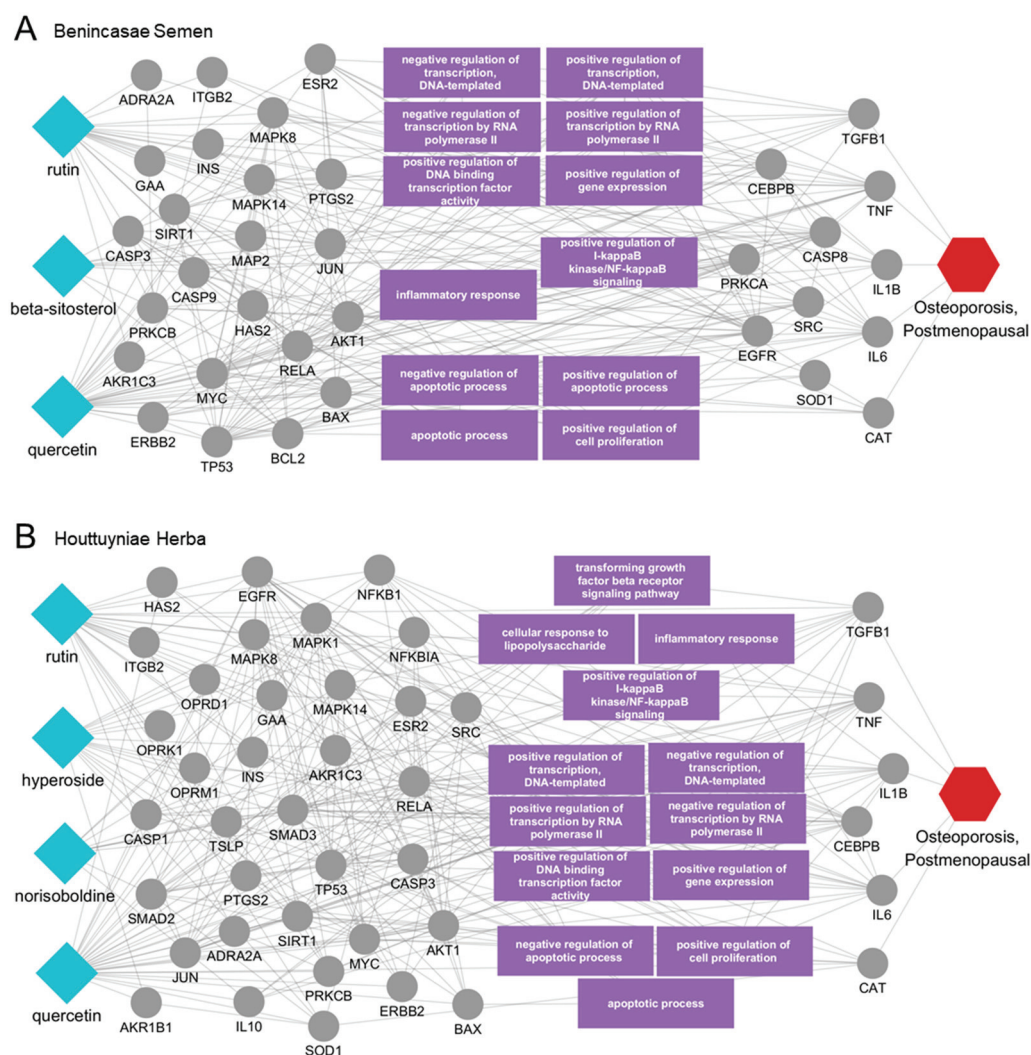 A Benincasae Semen
ADRA2A
ITGB2
ESR2
negative regulation of
transcription,
DNA-templated
positive regulation of
transcription,
DNA-templated
rutin
MAPK8
negative regulation of
transcription by RNA
polymerase II
positive regulation of
transcription by RNA
polymerase II
TGFB1
GAA
INS
MAPK14
PTGS2
positive regulation of
DNA binding
transcription factor
activity
positive regulation of
gene expression
CEBPB
TNF
CASP3
SIRT1
MAP2
JUN
positive regulation of
I-kappaB
kinase/NF-kappaB
signaling
CASP8
beta-sitosterol
CASP9
inflammatory response
PRKCA
IL1B
Osteoporosis,
Postmenopausal
PRKCB
HAS2
AKT1
SRC
EGFR
IL6
AKR1C3
MYC
RELA
BAX
negative regulation of
apoptotic process
positive regulation of
apoptotic process
SOD1
quercetin
ERBB2
TP53
BCL2
apoptotic process
positive regulation of
cell proliferation
CAT
B Houttuyniae Herba
HAS2
EGFR
NFKB1
transforming growth
factor beta receptor
signaling pathway
rutin
ITGB2
MAPK8
MAPK1
NFKBIA
cellular response to
lipopolysaccharide
inflammatory response
TGFB1
OPRD1
GAA
MAPK14
ESR2
SRC
positive regulation of
I-kappaB
kinase/NF-kappaB
signaling
TNF
hyperoside
OPRK1
OPRM1
INS
AKR1C3
RELA
positive regulation of
transcription,
DNA-templated
negative regulation of
transcription,
DNA-templated
IL1B
CASP1
TSLP
SMAD3
positive regulation of
transcription by RNA
polymerase II
negative regulation of
transcription by RNA
polymerase II
CEBPB
Osteoporosis,
Postmenopausal
norisoboldine
SMAD2
PTGS2
TP53
CASP3
positive regulation of
DNA binding
transcription factor
activity
positive regulation of
gene expression
IL6
JUN
ADRA2A
SIRT1
MYC
AKT1
negative regulation of
apoptotic process
positive regulation of
cell proliferation
CAT
quercetin
AKR1B1
IL10
PRKCB
SOD1
ERBB2
BAX
apoptotic process